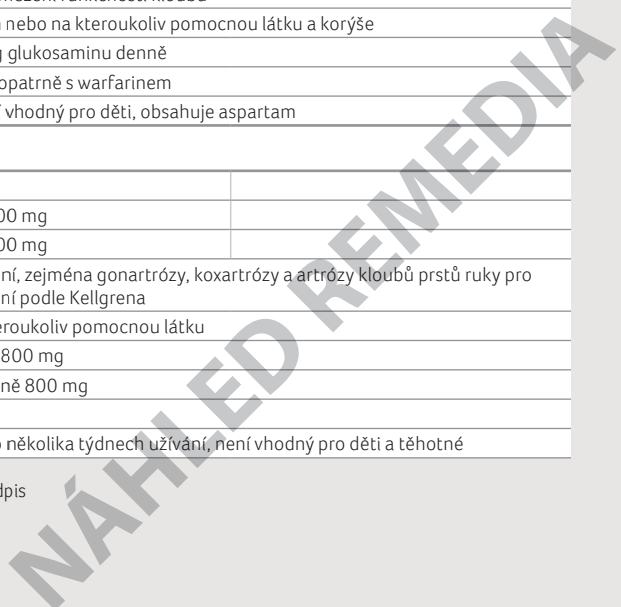 nebo na kteroukoliv pomocnou látku a korýše
glukosaminu denně
opatrně s warfarinem
vhodný pro děti, obsahuje aspartam
00 mg
00 mg
ní, zejména gonartrózy, koxartrózy a artrózy kloubů prstů ruky pro
ní podle Kellgrena
eroukoliv pomocnou látku
800 mg
ně 800 mg
několika týdnech užívání, není vhodný pro děti a těhotné
dpis
NÁHLED REMEDIA